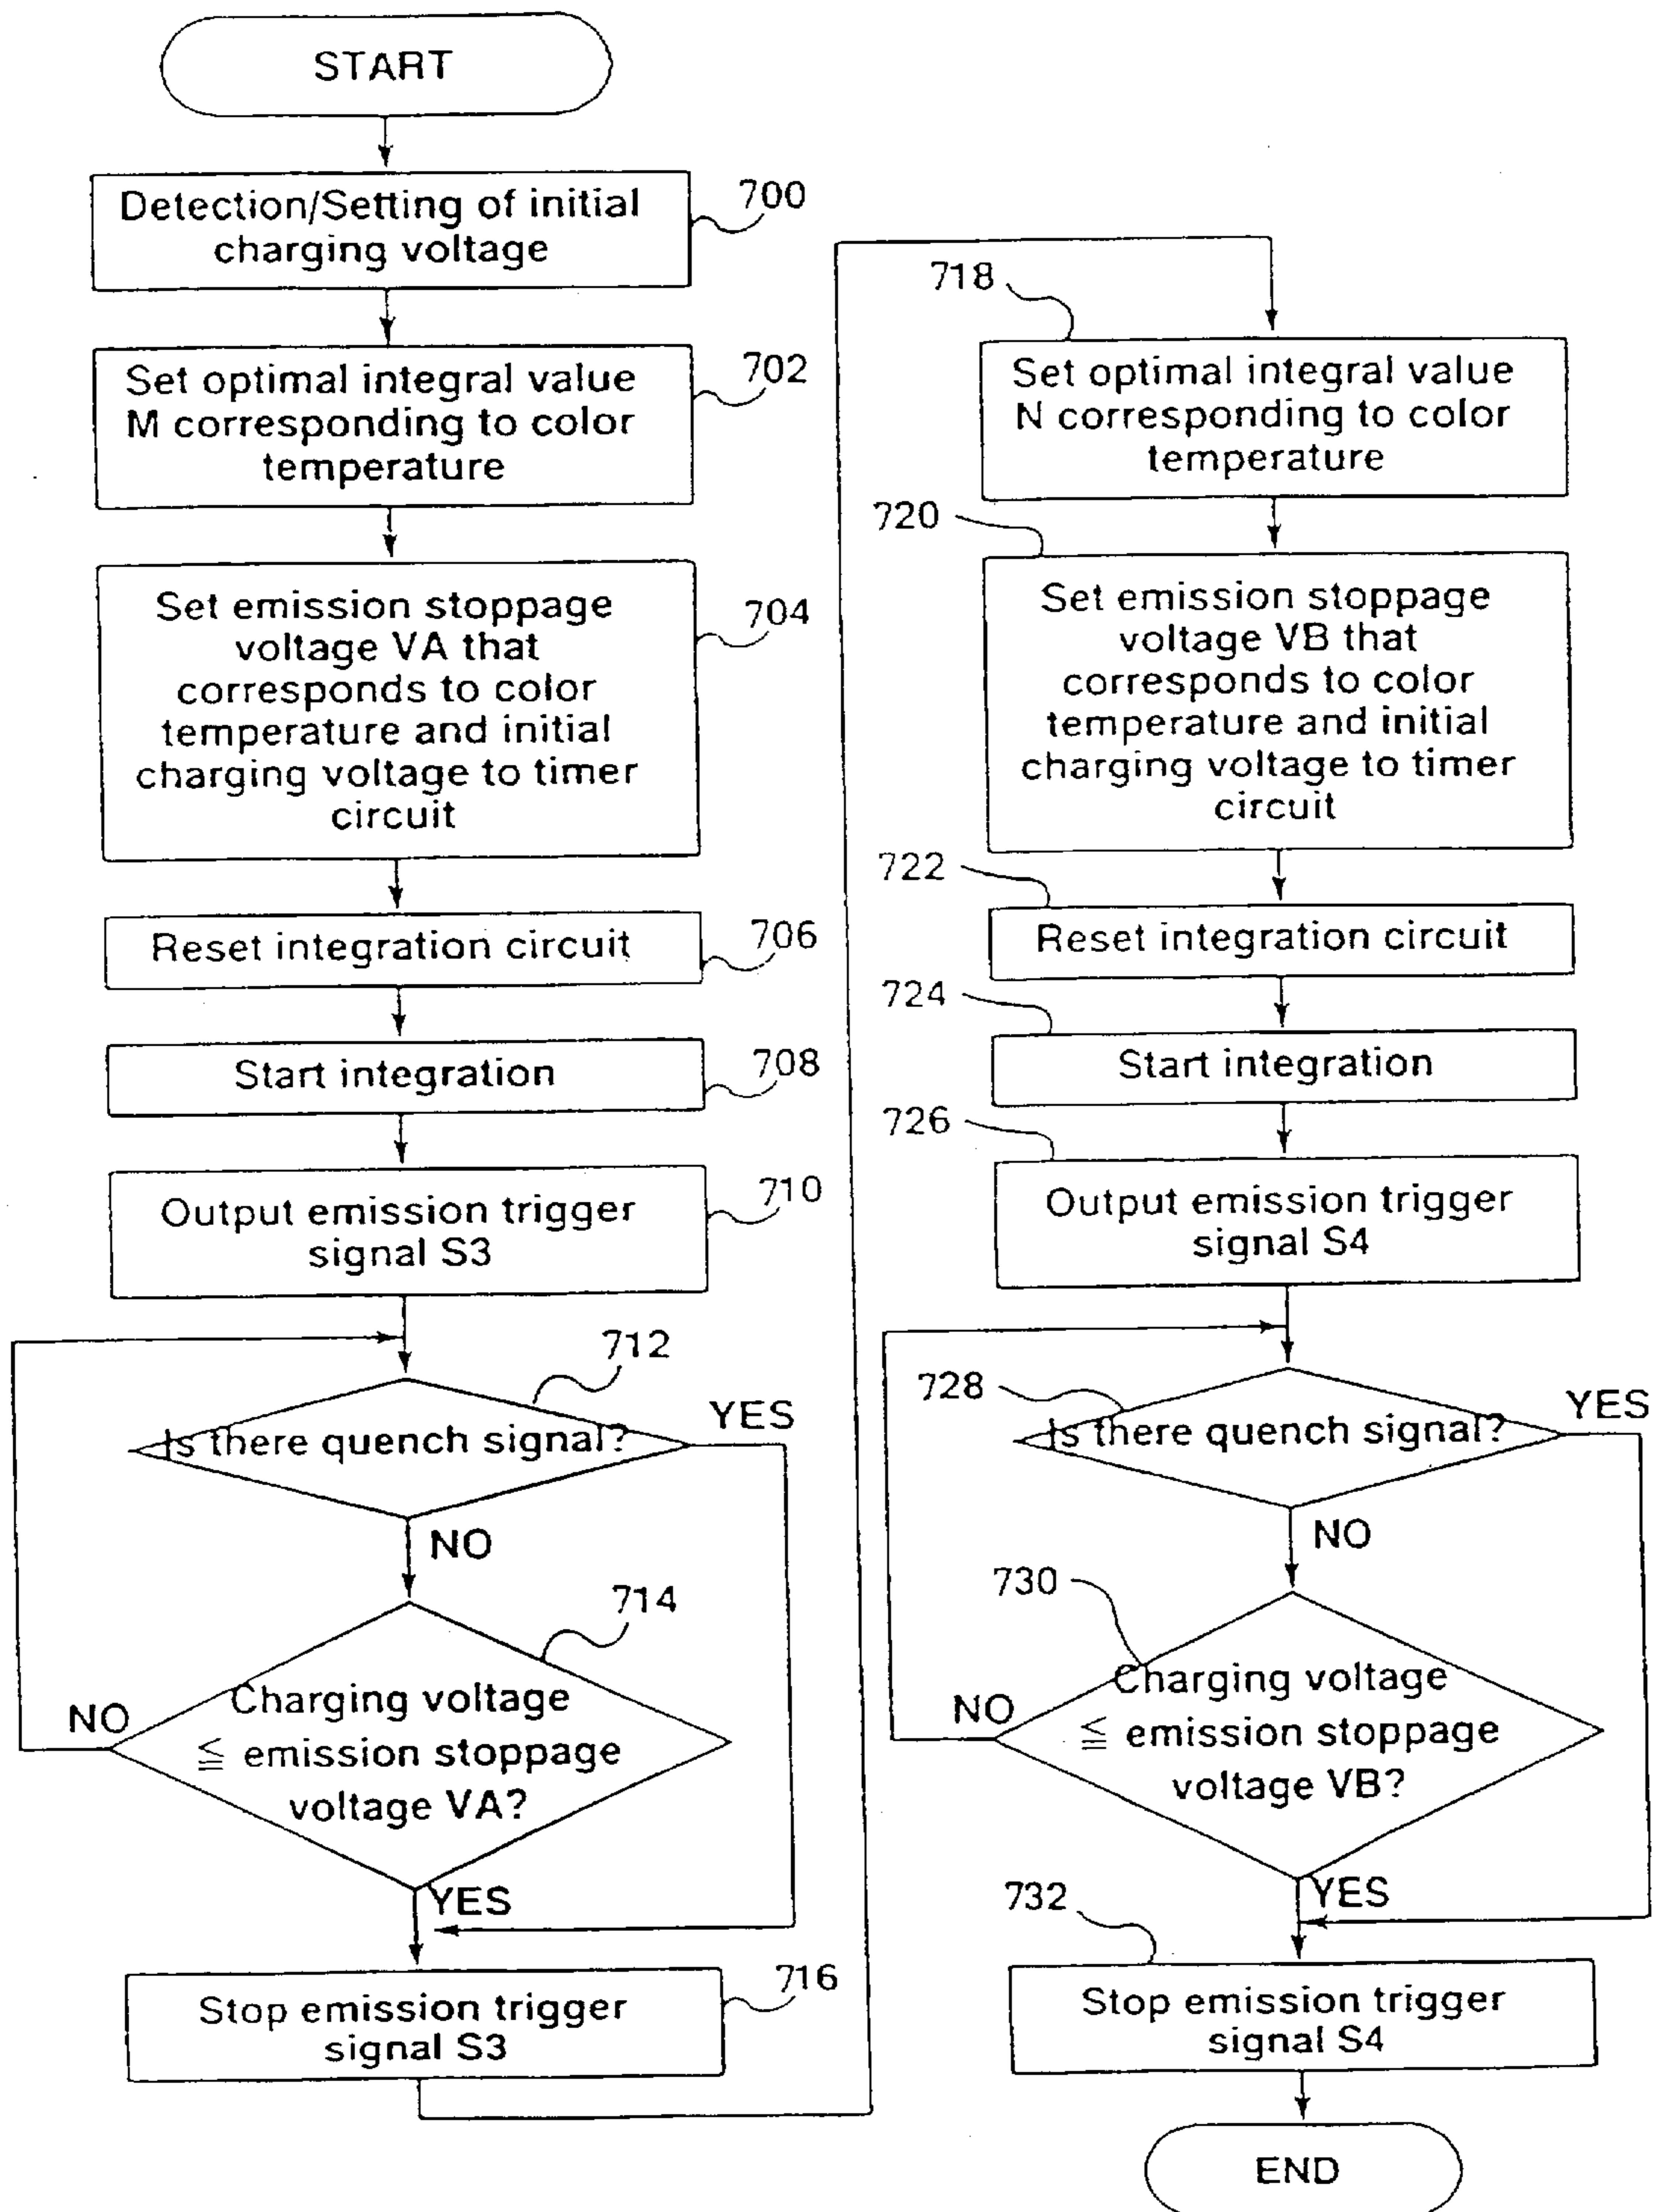 START
Detection/Setting of initial
charging voltage
700
Set optimal integral value
M corresponding to color
temperature
702
Set emission stoppage
voltage VA that
corresponds to color
temperature and initial
charging voltage to timer
circuit
704
Reset integration circuit
706
Start integration
708
Output emission trigger
signal S3
710
712
Is there quench signal?
YES
NO
714
Charging voltage
≦ emission stoppage
voltage VA?
NO
YES
Stop emission trigger
signal S3
716
718
Set optimal integral value
N corresponding to color
temperature
720
Set emission stoppage
voltage VB that
corresponds to color
temperature and initial
charging voltage to timer
circuit
722
Reset integration circuit
724
Start integration
726
Output emission trigger
signal S4
728
Is there quench signal?
YES
NO
730
Charging voltage
≦ emission stoppage
voltage VB?
NO
YES
732
Stop emission trigger
signal S4
END